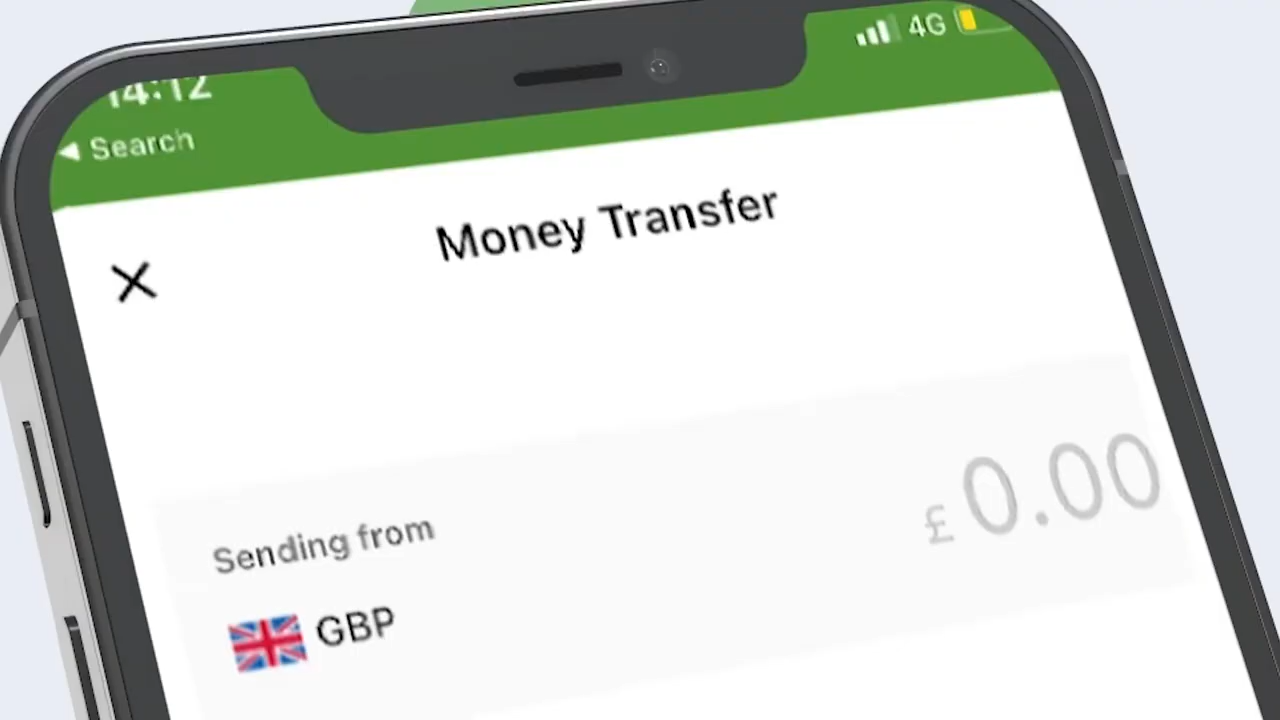 14:12
4G
◀ Search
Money Transfer
Sending from
£ 0.00
GBP